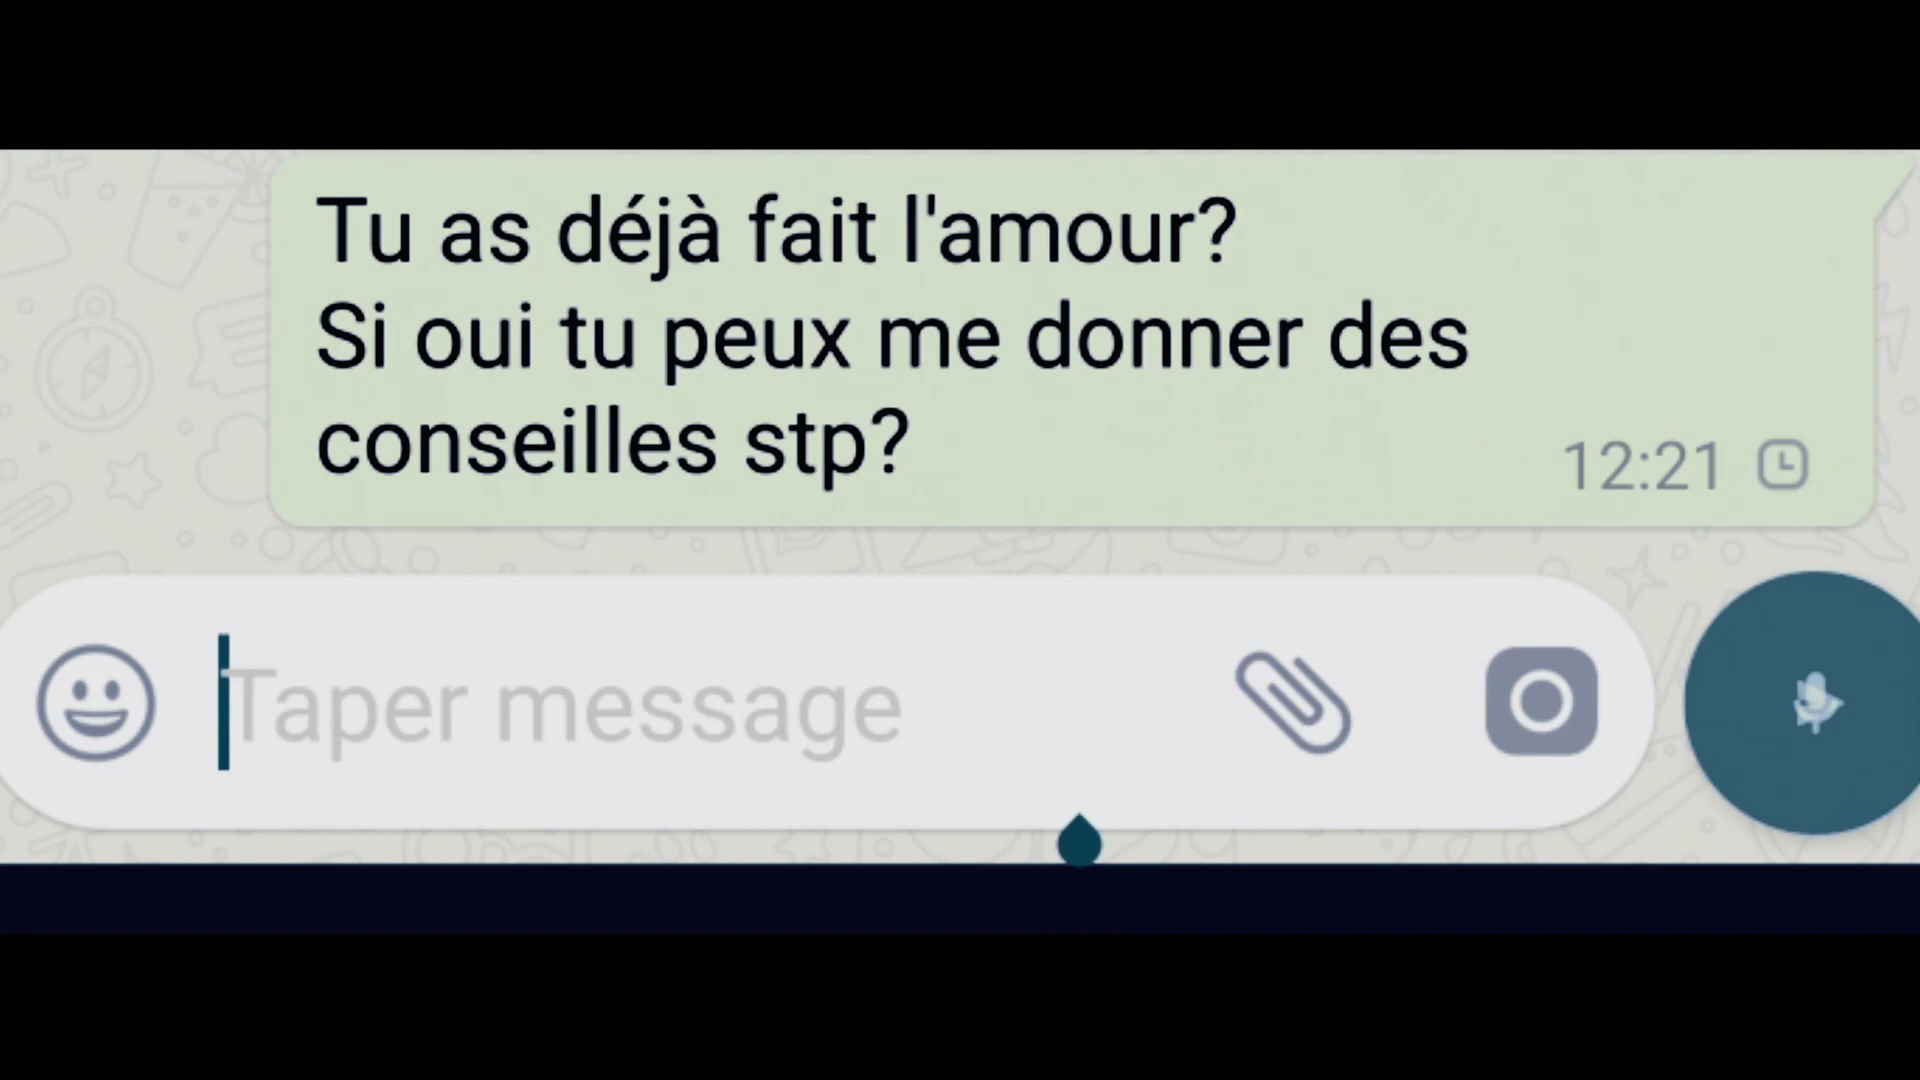 Tu as déjà fait l'amour?
Si oui tu peux me donner des
conseilles stp?
12:21
Taper message